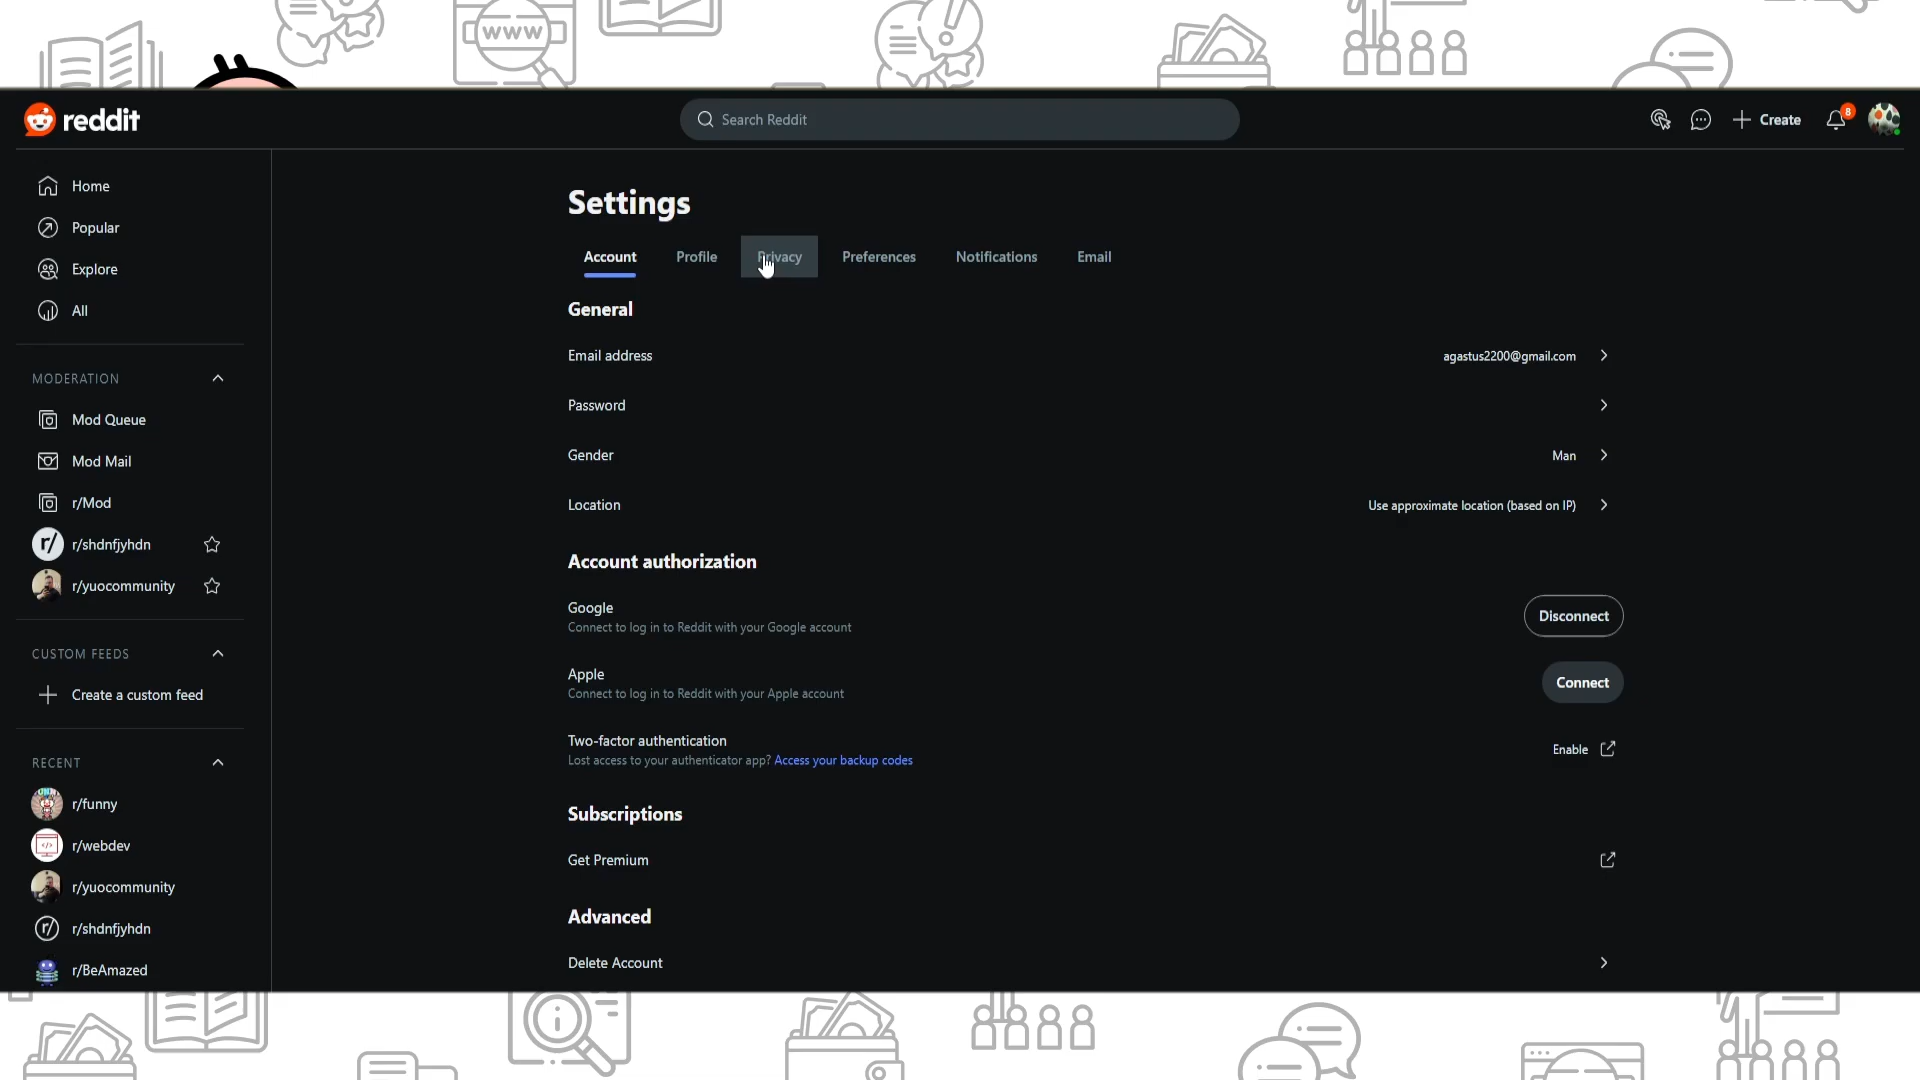 www
reddit
Search Reddit
Create
8
Home
Popular
Explore
All
MODERATION
Mod Queue
Mod Mail
r/Mod
r/ r/shdnfjyhdn
r/yuocommunity
CUSTOM FEEDS
Create a custom feed
RECENT
r/funny
r/webdev
r/yuocommunity
r/ r/shdnfjyhdn
r/BeAmazed
Settings
Account Profile Privacy Preferences Notifications Email
General
Email address agastus2200@gmail.com
Password
Gender Man
Location Use approximate location (based on IP)
Account authorization
Google
Connect to log in to Reddit with your Google account
Disconnect
Apple
Connect to log in to Reddit with your Apple account
Connect
Two-factor authentication
Lost access to your authenticator app? Access your backup codes
Enable
Subscriptions
Get Premium
Advanced
Delete Account